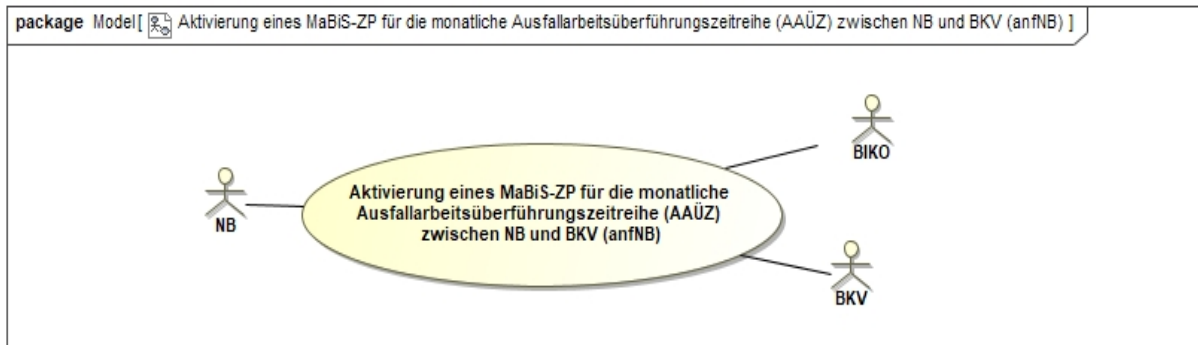 package Model[ Aktivierung eines MaBiS-ZP für die monatliche Ausfallarbeitsüberführungszeitreihe (AAÜZ) zwischen NB und BKV (anfNB) ]
BIKO
Aktivierung eines MaBiS-ZP für die monatliche
Ausfallarbeitsüberführungszeitreihe (AAÜZ)
zwischen NB und BKV (anfNB)
NB
BKV